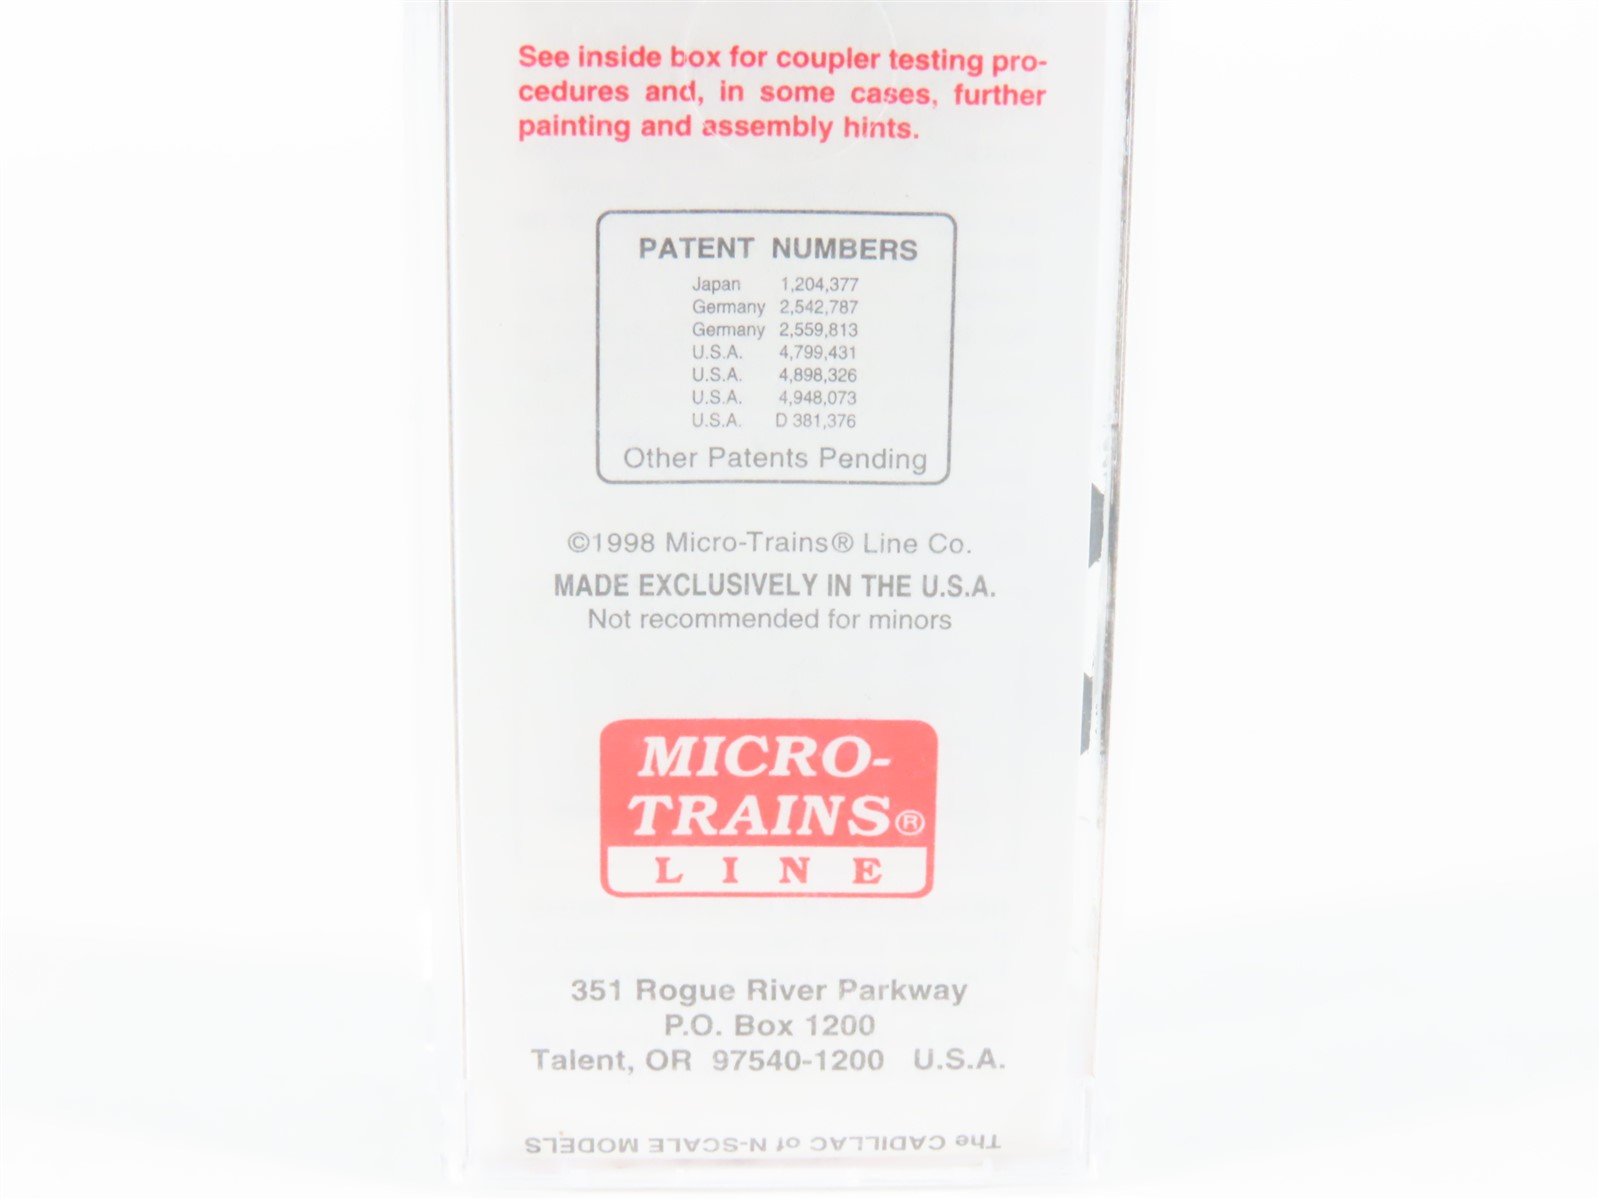 See inside box for coupler testing pro-
cedures and, in some cases, further
painting and assembly hints.
PATENT NUMBERS
Japan 1,204,377
Germany 2,542,787
Germany 2,559,813
U.S.A. 4,799,431
U.S.A. 4,898,326
U.S.A. 4,948,073
U.S.A. D 381,376
Other Patents Pending
©1998 Micro-Trains® Line Co.
MADE EXCLUSIVELY IN THE U.S.A.
Not recommended for minors
MICRO-
TRAINS®
LINE
351 Rogue River Parkway
P.O. Box 1200
Talent, OR 97540-1200 U.S.A.
The CADILLAC of N-SCALE MODELS